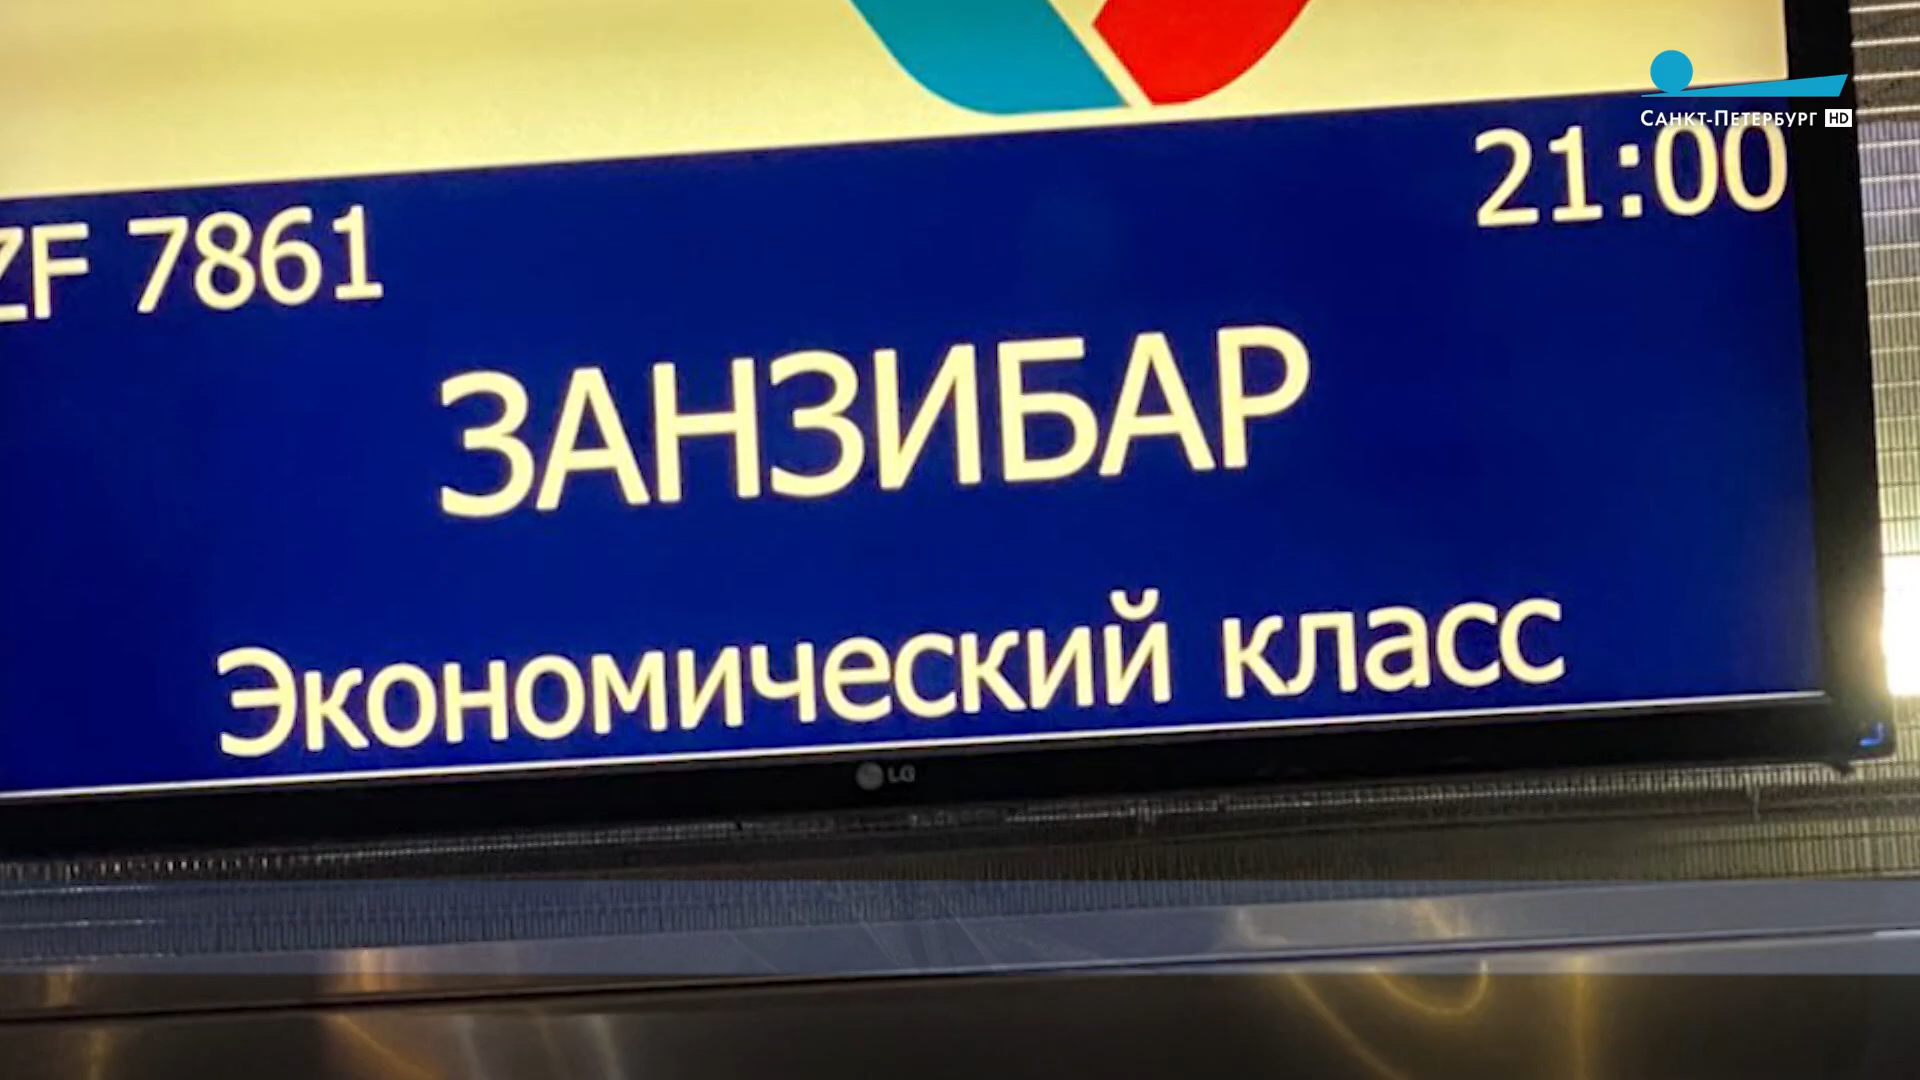 Санкт-Петербург HD
ZF 7861
21:00
ЗАНЗИБАР
Экономический класс
LG